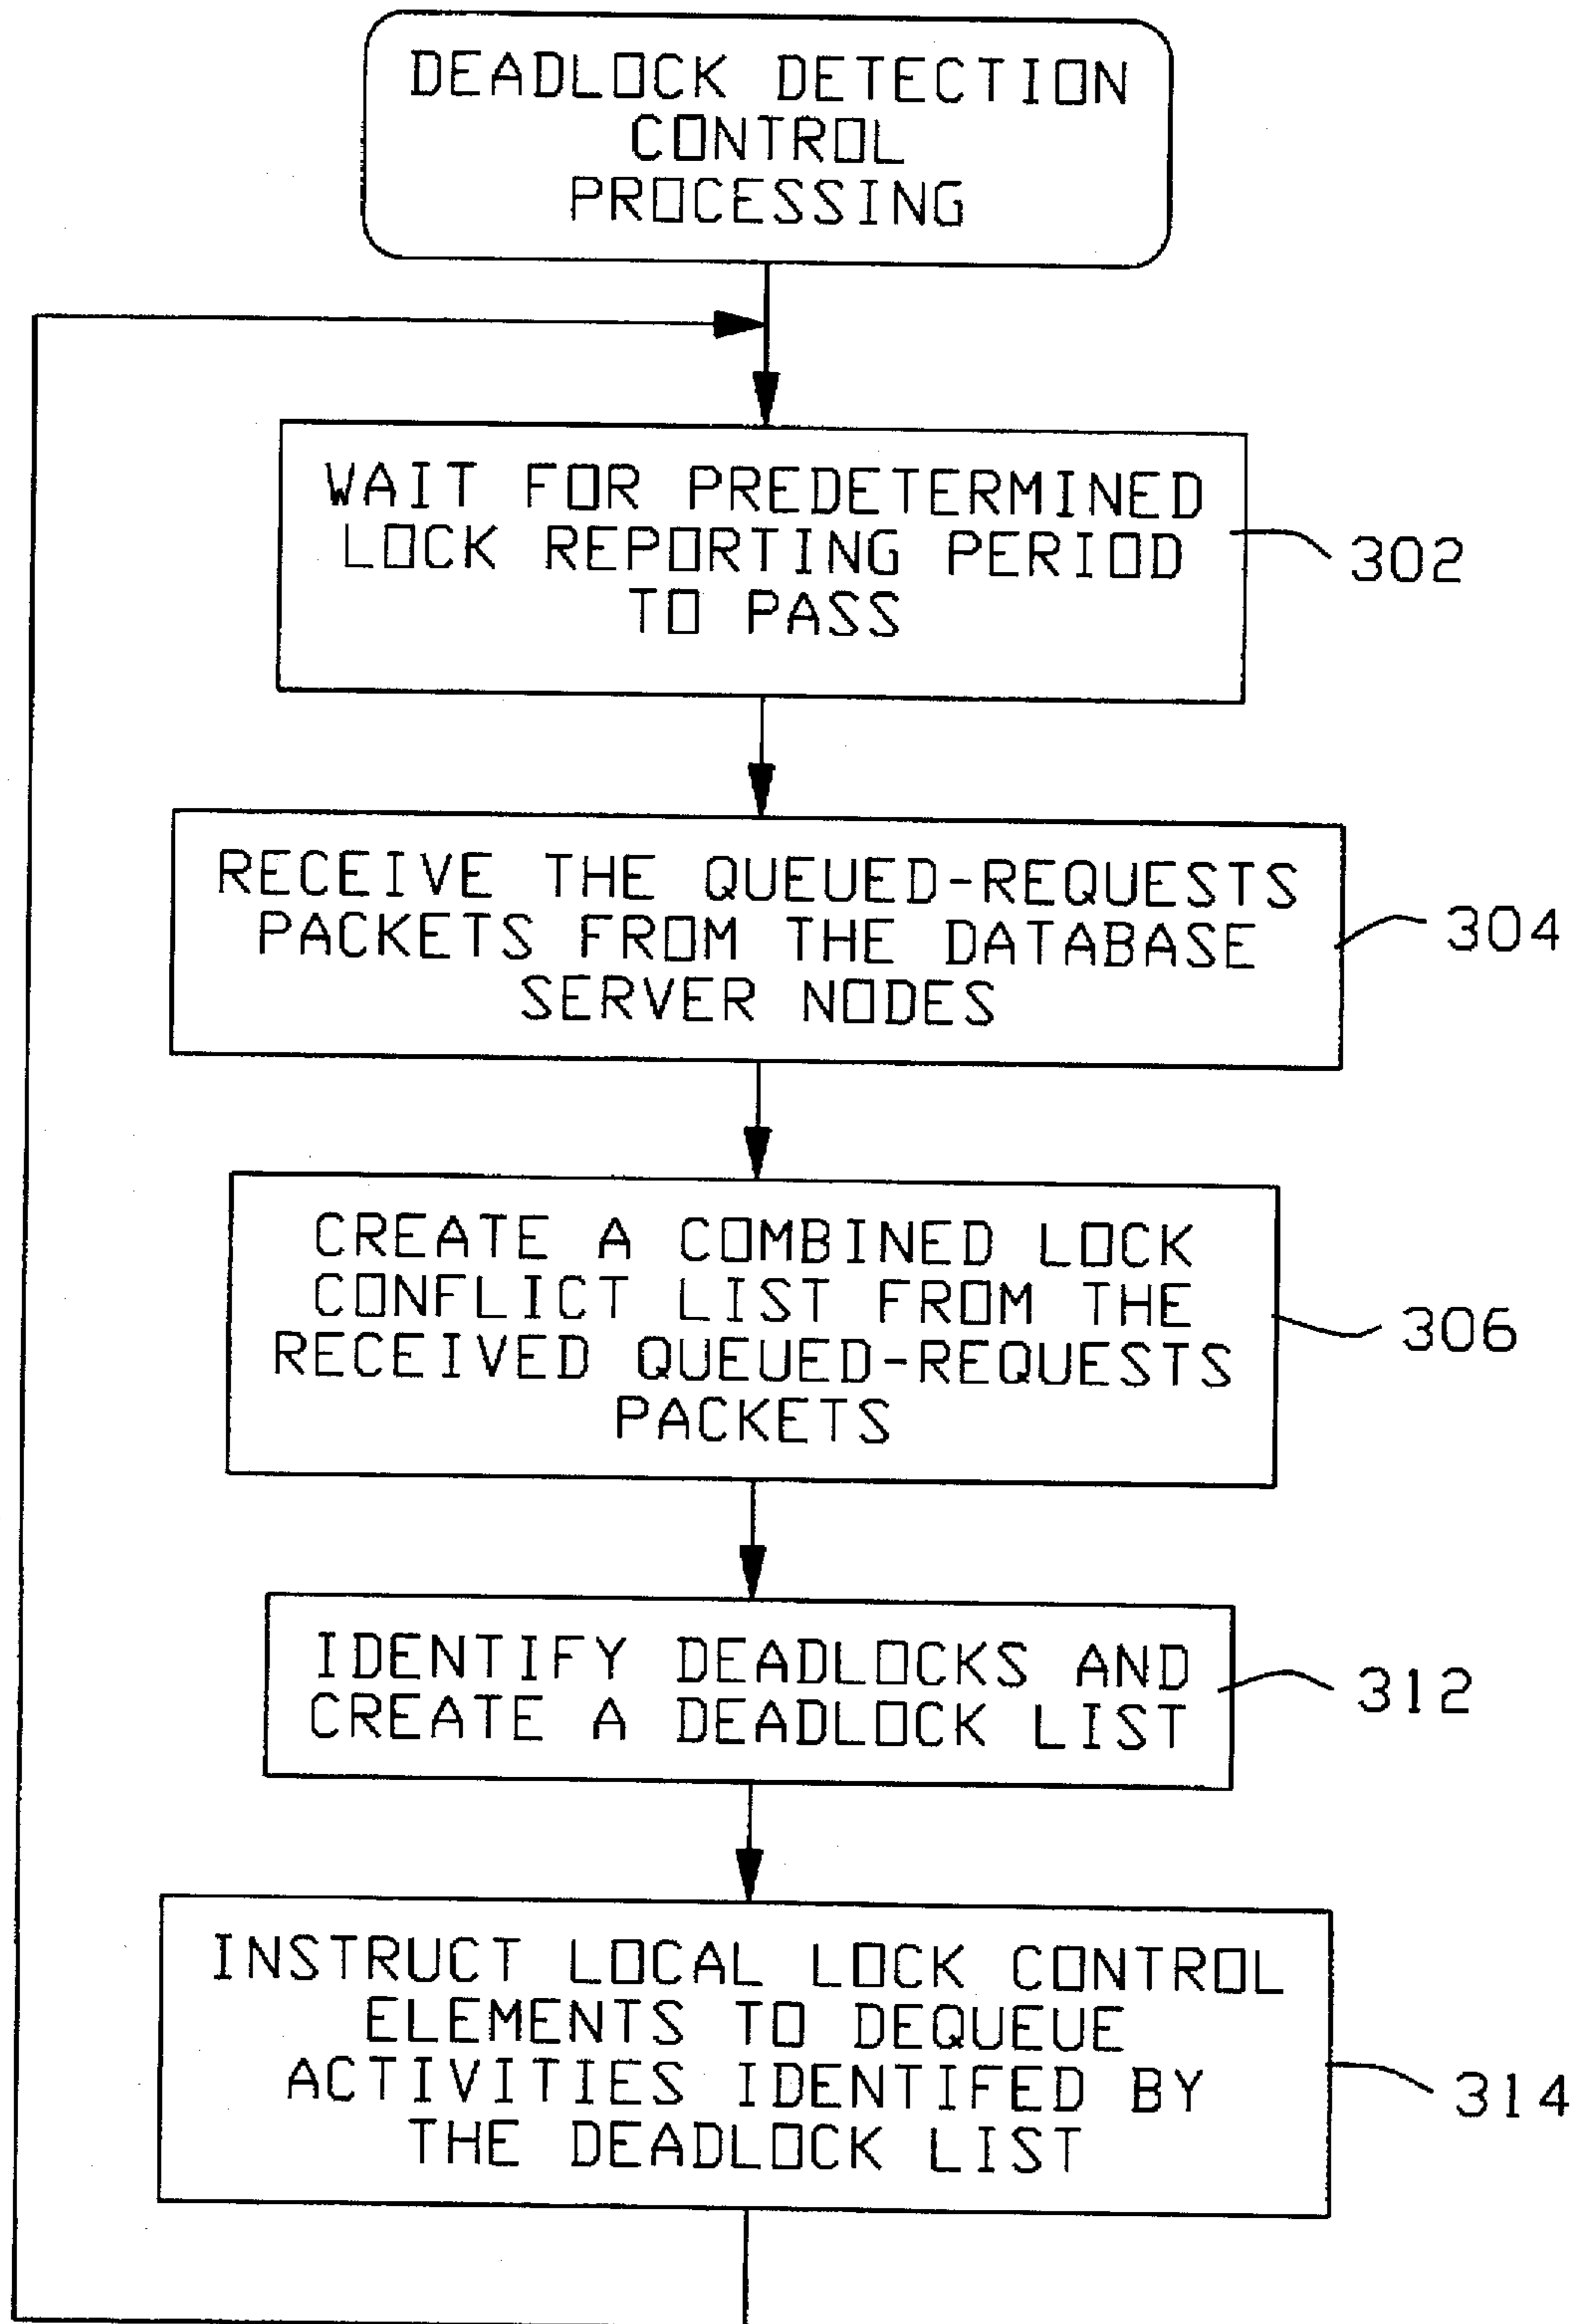 DEADLOCK DETECTION
CONTROL
PROCESSING
WAIT FOR PREDETERMINED
LOCK REPORTING PERIOD
TO PASS
302
RECEIVE THE QUEUED-REQUESTS
PACKETS FROM THE DATABASE
SERVER NODES
304
CREATE A COMBINED LOCK
CONFLICT LIST FROM THE
RECEIVED QUEUED-REQUESTS
PACKETS
306
IDENTIFY DEADLOCKS AND
CREATE A DEADLOCK LIST
312
INSTRUCT LOCAL LOCK CONTROL
ELEMENTS TO DEQUEUE
ACTIVITIES IDENTIFED BY
THE DEADLOCK LIST
314